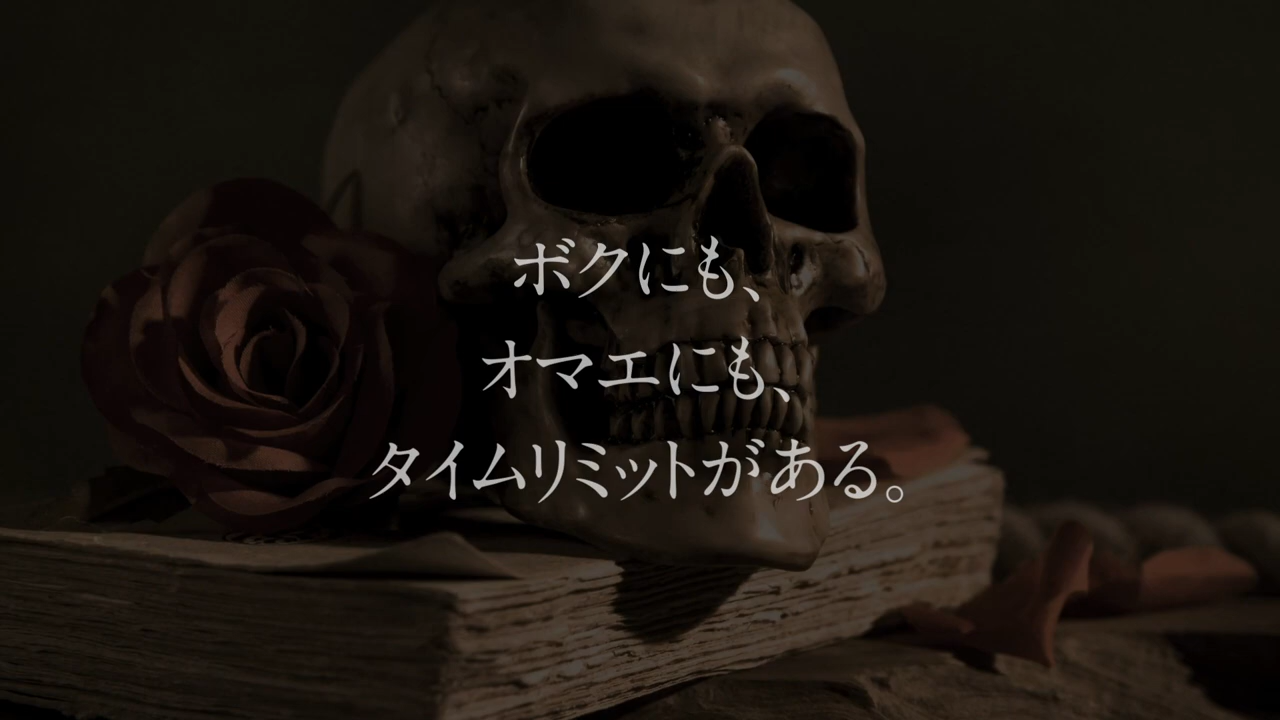 ボクにも、
オマエにも、
タイムリミットがある。